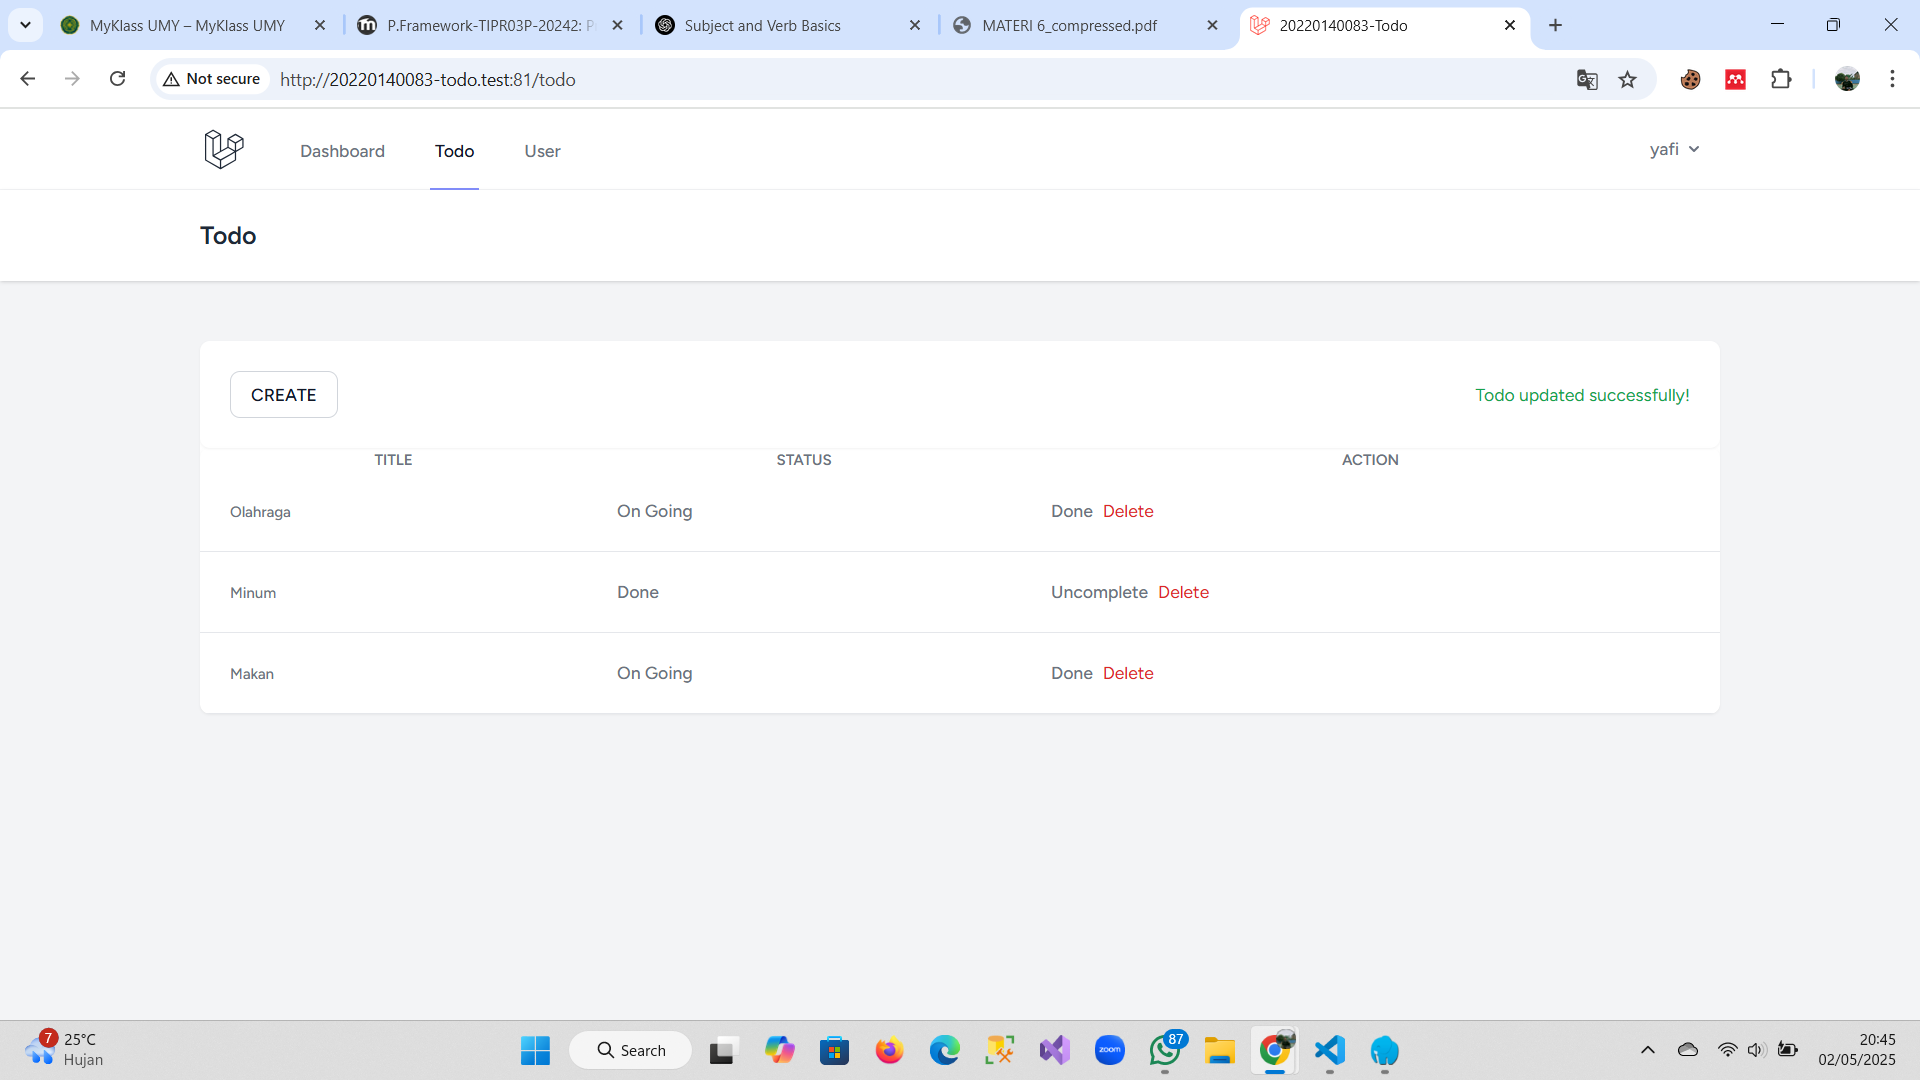 MyKlass UMY – MyKlass UMY
P.Framework-TIPR03P-20242: P
Subject and Verb Basics
MATERI 6_compressed.pdf
20220140083-Todo
Not secure
http://20220140083-todo.test:81/todo
Dashboard
Todo
User
yafi
Todo
CREATE
Todo updated successfully!
TITLE STATUS ACTION
Olahraga On Going Done Delete
Minum Done Uncomplete Delete
Makan On Going Done Delete
7
25°C
Hujan
Search
zoom
87
20:45
02/05/2025